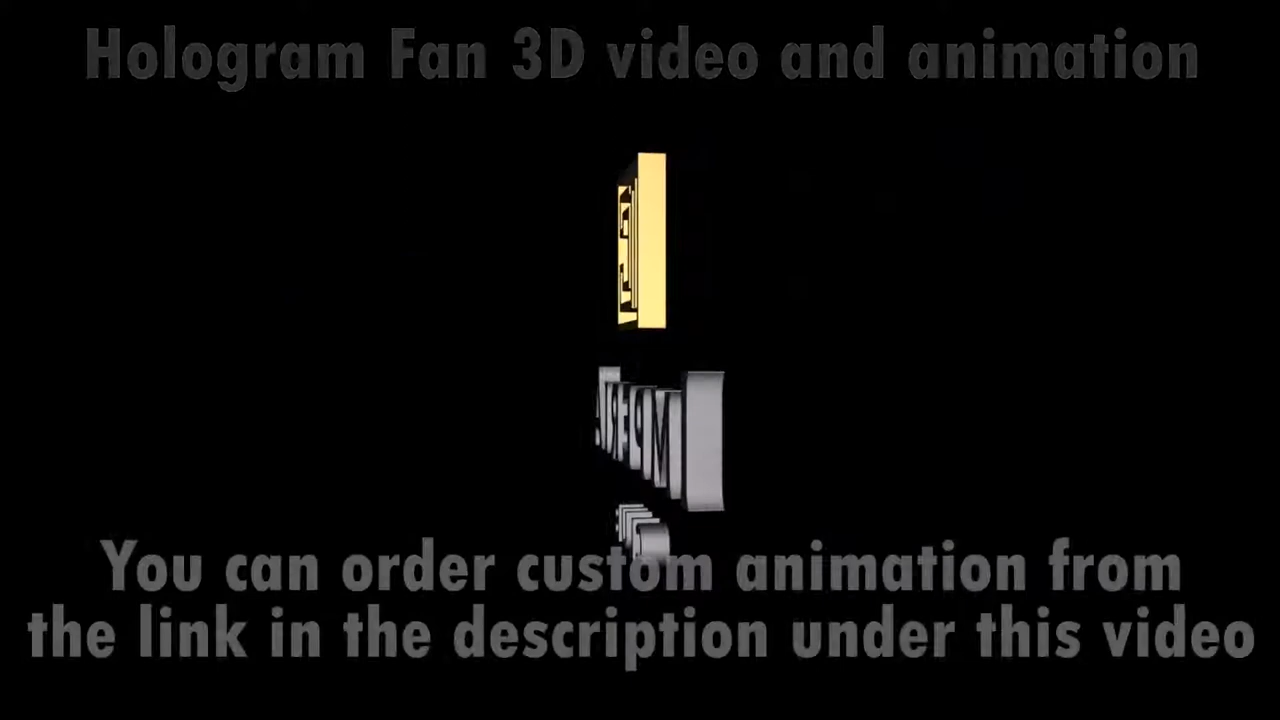 Hologram Fan 3D video and animation
You can order custom animation from
the link in the description under this video